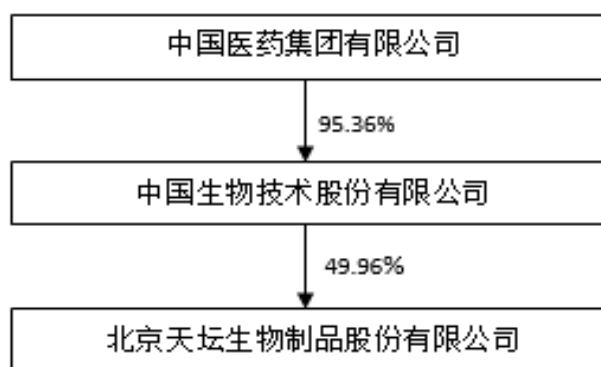 中国医药集团有限公司
95.36%
中国生物技术股份有限公司
49.96%
北京天坛生物制品股份有限公司